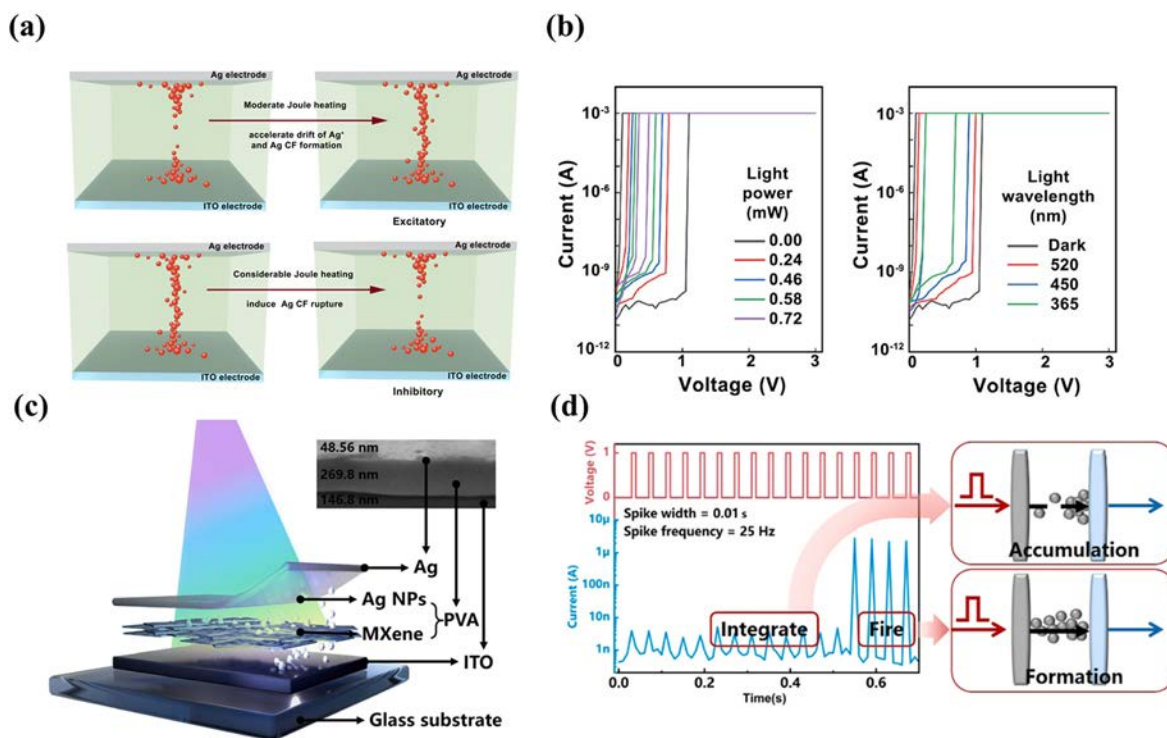 (a)
Ag electrode
Moderate Joule heating
accelerate drift of Ag⁺
and Ag CF formation
ITO electrode
Ag electrode
ITO electrode
Excitatory
Ag electrode
Considerable Joule heating
induce Ag CF rupture
ITO electrode
Ag electrode
ITO electrode
Inhibitory
(b)
Current (A)
10⁻³
10⁻⁶
10⁻⁹
10⁻¹²
0
1
2
3
Voltage (V)
Light
power
(mW)
0.00
0.24
0.46
0.58
0.72
Current (A)
10⁻³
10⁻⁶
10⁻⁹
10⁻¹²
0
1
2
3
Voltage (V)
Light
wavelength
(nm)
Dark
520
450
365
(c)
48.56 nm
269.8 nm
146.8 nm
Ag
Ag NPs
PVA
MXene
ITO
Glass substrate
(d)
Voltage (V)
1
0
Spike width = 0.01 s
Spike frequency = 25 Hz
Current (A)
10μ
1μ
100n
10n
1n
Integrate
Fire
0.0
0.2
0.4
0.6
Time(s)
Accumulation
Formation